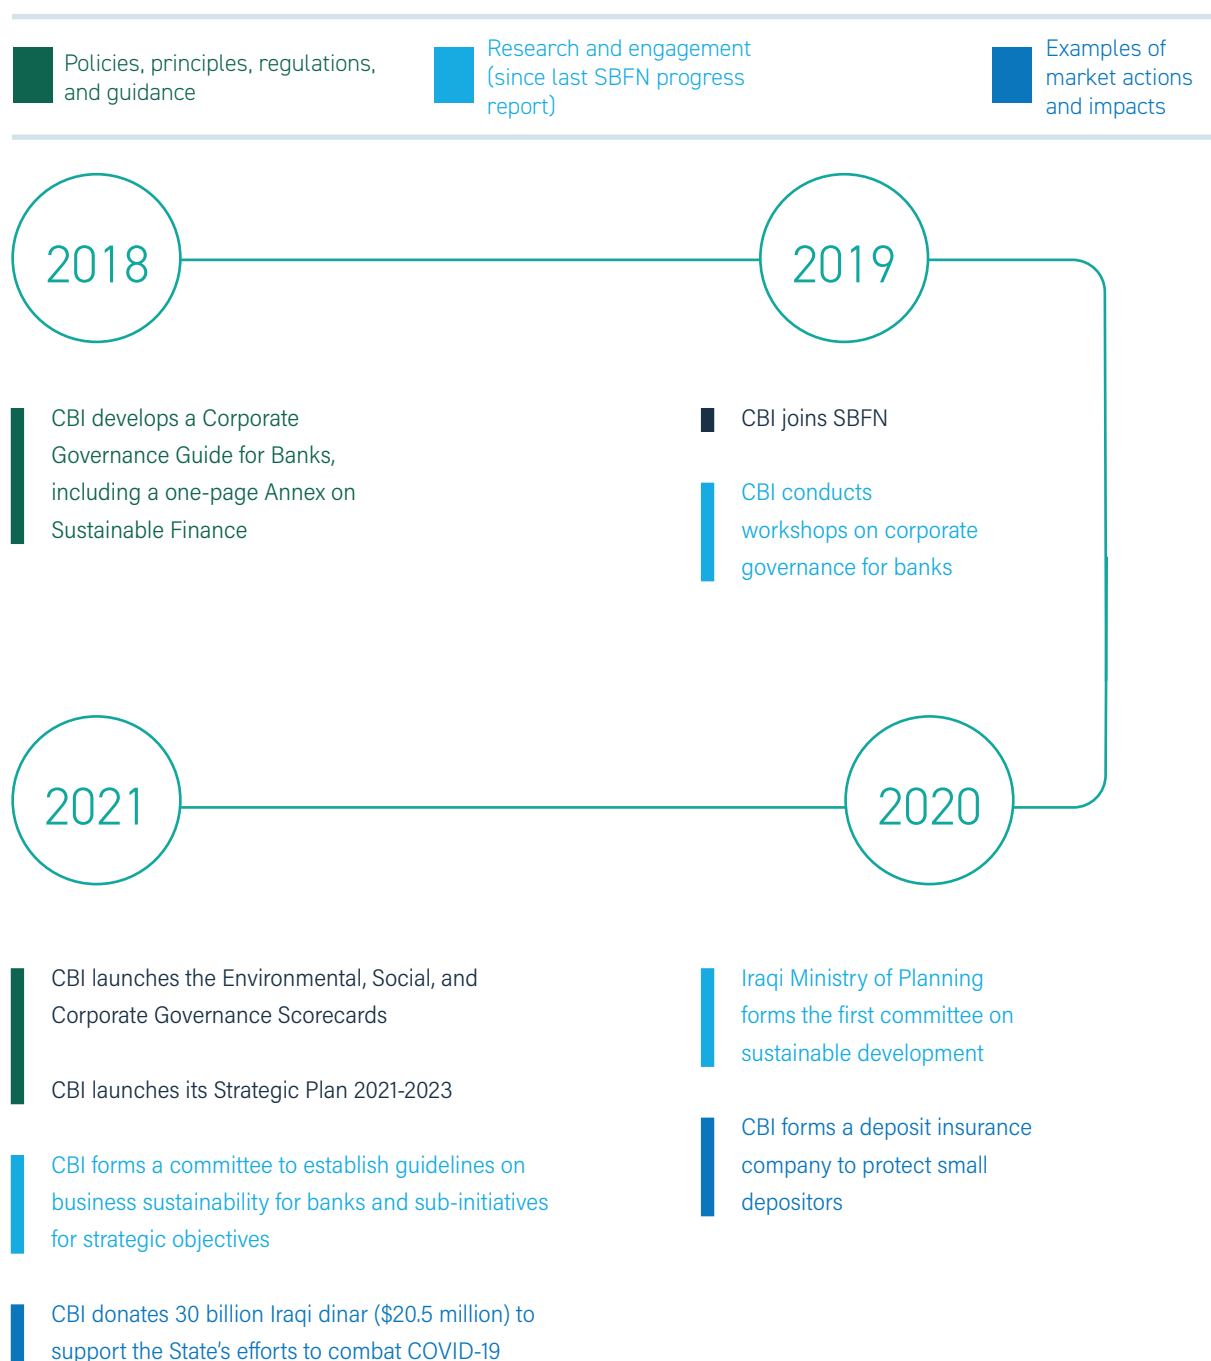 Policies, principles, regulations,
and guidance
Research and engagement
(since last SBFN progress
report)
Examples of
market actions
and impacts
2018
2019
CBI develops a Corporate
Governance Guide for Banks,
including a one-page Annex on
Sustainable Finance
CBI joins SBFN
CBI conducts
workshops on corporate
governance for banks
2021
2020
CBI launches the Environmental, Social, and
Corporate Governance Scorecards
CBI launches its Strategic Plan 2021-2023
CBI forms a committee to establish guidelines on
business sustainability for banks and sub-initiatives
for strategic objectives
CBI donates 30 billion Iraqi dinar ($20.5 million) to
support the State’s efforts to combat COVID-19
Iraqi Ministry of Planning
forms the first committee on
sustainable development
CBI forms a deposit insurance
company to protect small
depositors